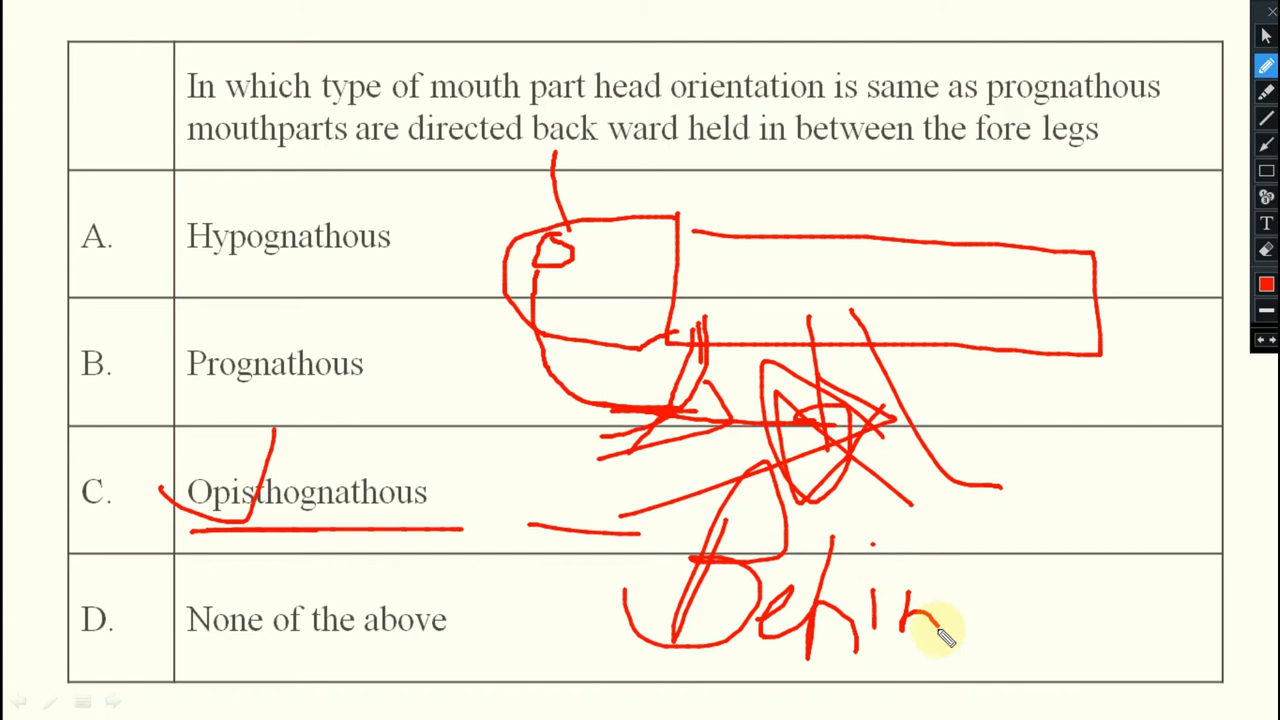 In which type of mouth part head orientation is same as prognathous
mouthparts are directed back ward held in between the fore legs
A. Hypognathous
B. Prognathous
C. Opisthognathous
D. None of the above
Behin
T